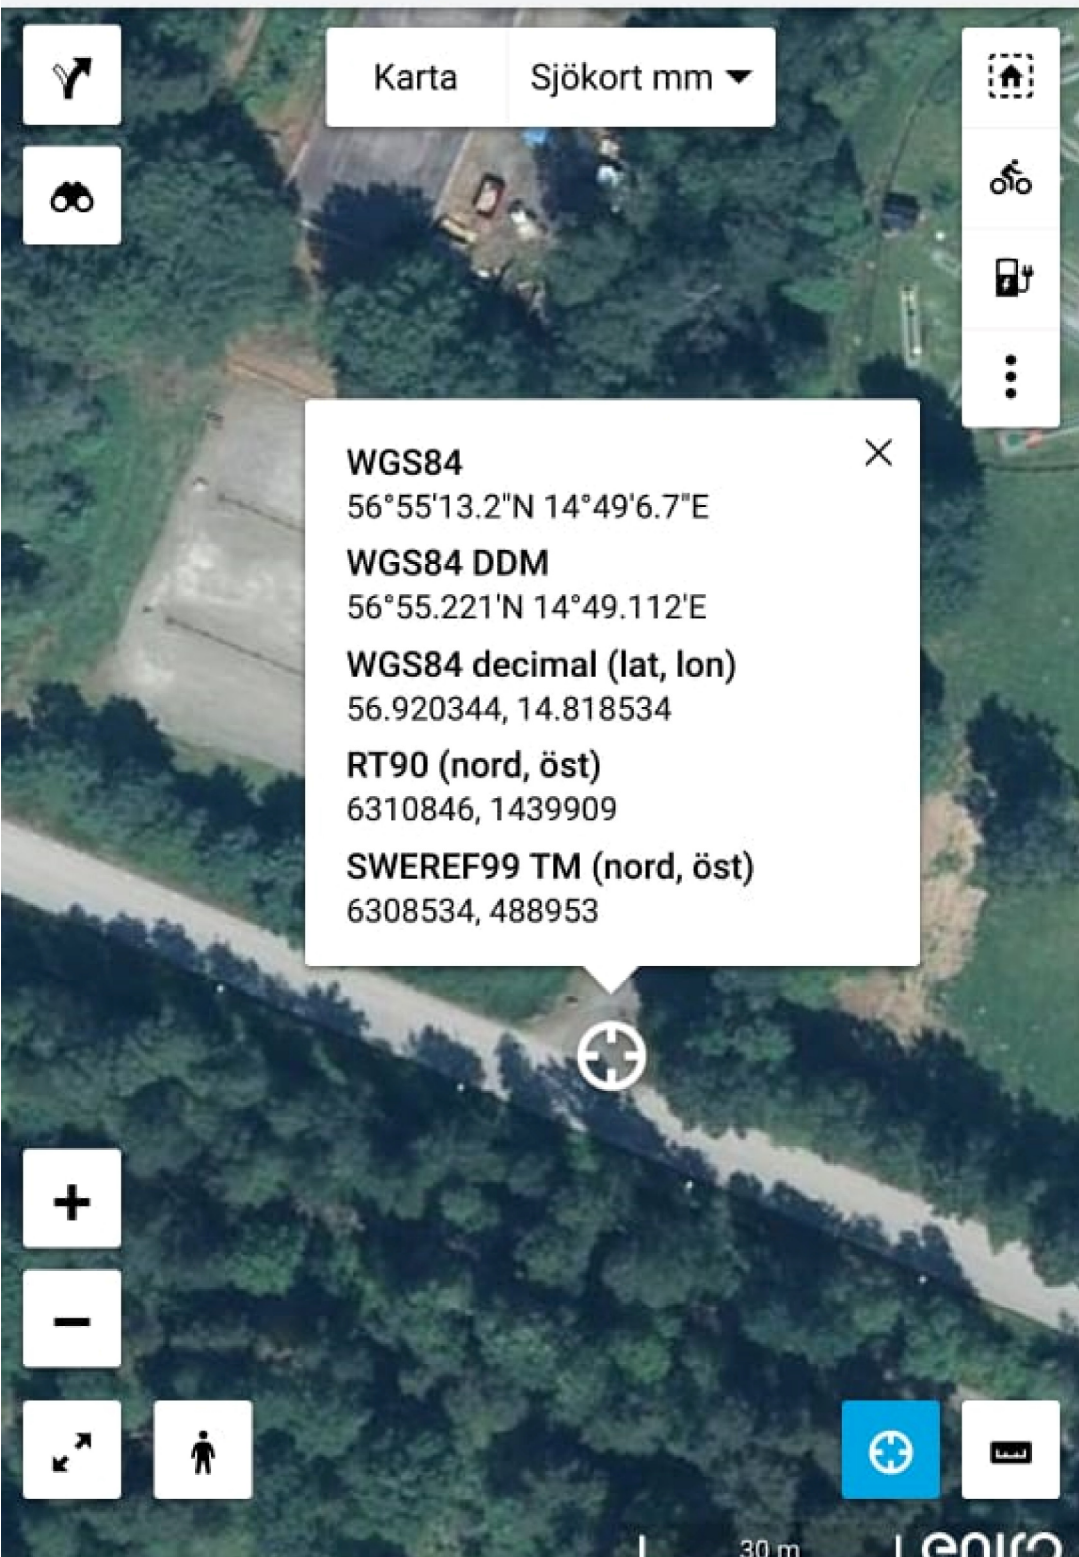 Karta
Sjökort mm
WGS84
56°55'13.2"N 14°49'6.7"E
WGS84 DDM
56°55.221'N 14°49.112'E
WGS84 decimal (lat, lon)
56.920344, 14.818534
RT90 (nord, öst)
6310846, 1439909
SWEREF99 TM (nord, öst)
6308534, 488953
30 m
eniro